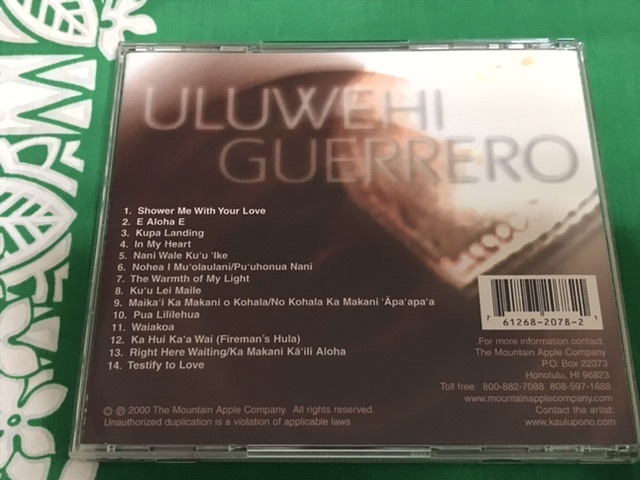 ULUWEHI
GUERRERO
1. Shower Me With Your Love
2. E Aloha E
3. Kupa Landing
4. In My Heart
5. Nani Wale Ku‘u ‘Ike
6. Nohea I Mu‘olaulani/Pu‘uhonua Nani
7. The Warmth of My Light
8. Ku‘u Lei Maile
9. Maika‘i Ka Makani o Kohala/No Kohala Ka Makani ‘Āpa‘apa‘a
10. Pua Lililehua
11. Waiakoa
12. Ka Hui Ka‘a Wai (Fireman's Hula)
13. Right Here Waiting/Ka Makani Kā‘ili Aloha
14. Testify to Love
7 61268-2078-2 1
For more information contact:
The Mountain Apple Company
P.O. Box 22373
Honolulu, HI 96823
Toll free: 800-882-7088 808-597-1888
www.mountainapplecompany.com
Contact the artist:
www.kaulupono.com
© ℗ 2000 The Mountain Apple Company. All rights reserved.
Unauthorized duplication is a violation of applicable laws